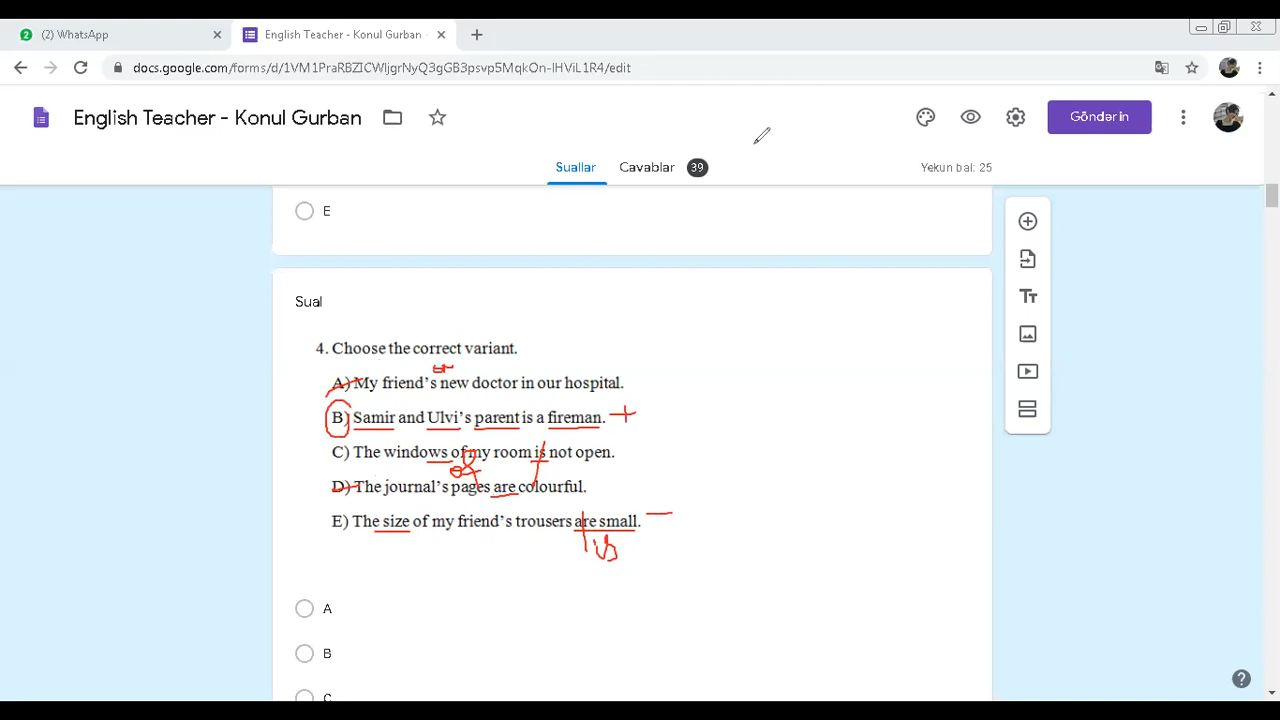 (2) WhatsApp
English Teacher - Konul Gurban -
docs.google.com/forms/d/1VM1PraRBZICWljgrNyQ3gGB3psvp5MqkOn-IHViL1R4/edit
English Teacher - Konul Gurban
Göndərin
Suallar
Cavablar 39
Yekun bal: 25
E
Sual
4. Choose the correct variant.
A) My friend's new doctor in our hospital.
B) Samir and Ulvi's parent is a fireman. +
C) The windows of my room is not open.
of
D) The journal's pages are colourful.
E) The size of my friend's trousers are small.
is
A
B
C